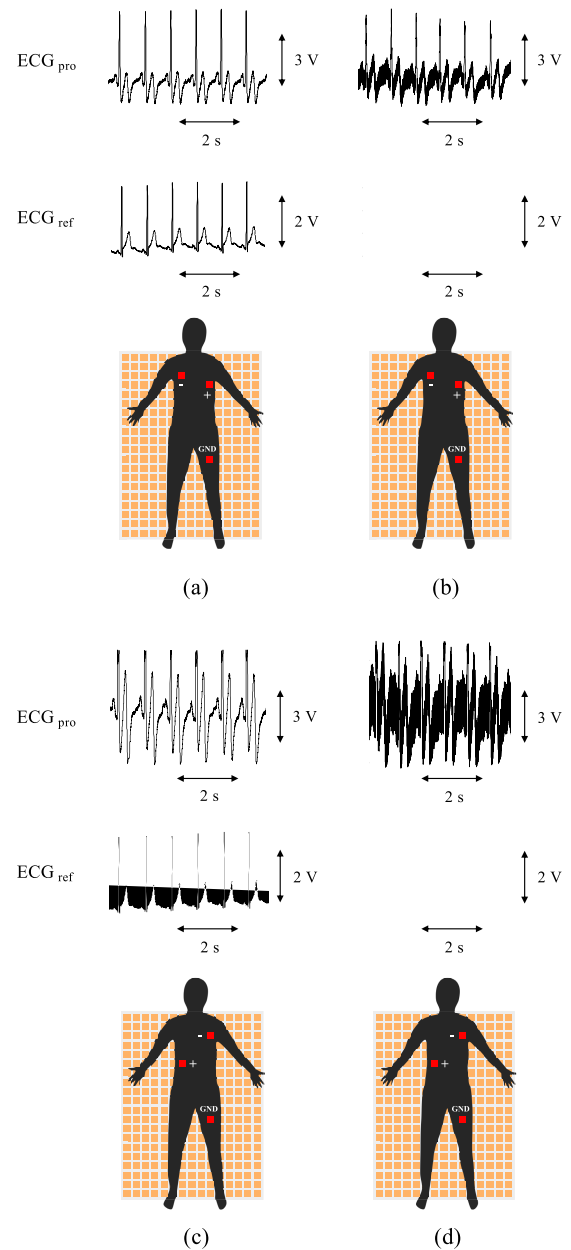 ECG pro
3 V
3 V
2 s
2 s
ECG ref
2 V
2 V
2 s
2 s
-
+
GND
-
+
GND
(a)
(b)
ECG pro
3 V
3 V
2 s
2 s
ECG ref
2 V
2 V
2 s
2 s
-
+
GND
-
+
GND
(c)
(d)